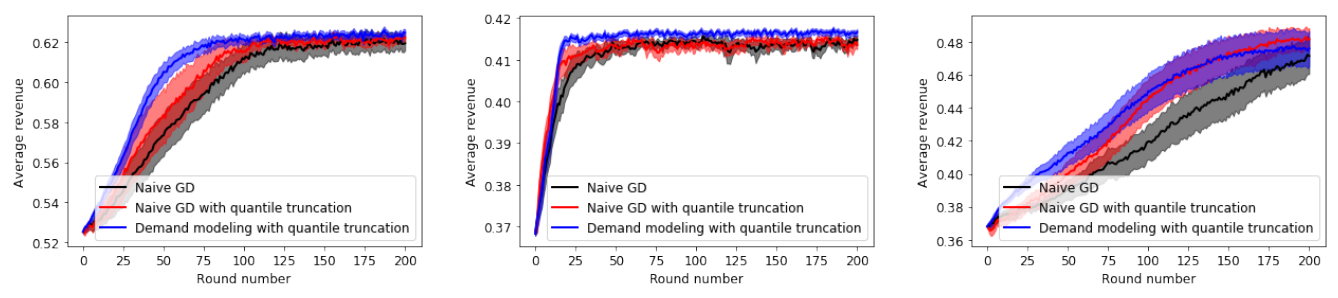 Average revenue
0.62
0.60
0.58
0.56
0.54
0.52
Naive GD
Naive GD with quantile truncation
Demand modeling with quantile truncation
0 25 50 75 100 125 150 175 200
Round number
Average revenue
0.42
0.41
0.40
0.39
0.38
0.37
Naive GD
Naive GD with quantile truncation
Demand modeling with quantile truncation
0 25 50 75 100 125 150 175 200
Round number
Average revenue
0.48
0.46
0.44
0.42
0.40
0.38
0.36
Naive GD
Naive GD with quantile truncation
Demand modeling with quantile truncation
0 25 50 75 100 125 150 175 200
Round number